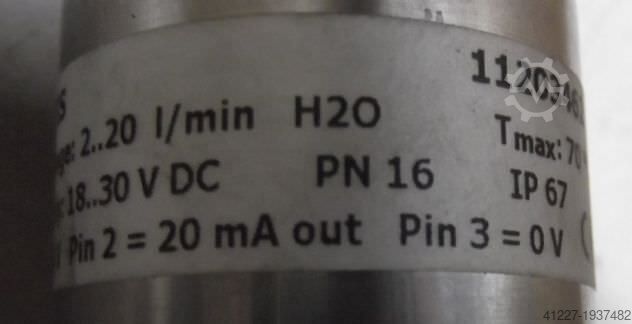 S
2..20 l/min H2O
Tmax: 70
18..30 V DC PN 16 IP 67
Pin 2 = 20 mA out Pin 3 = 0 V
41227-1937482